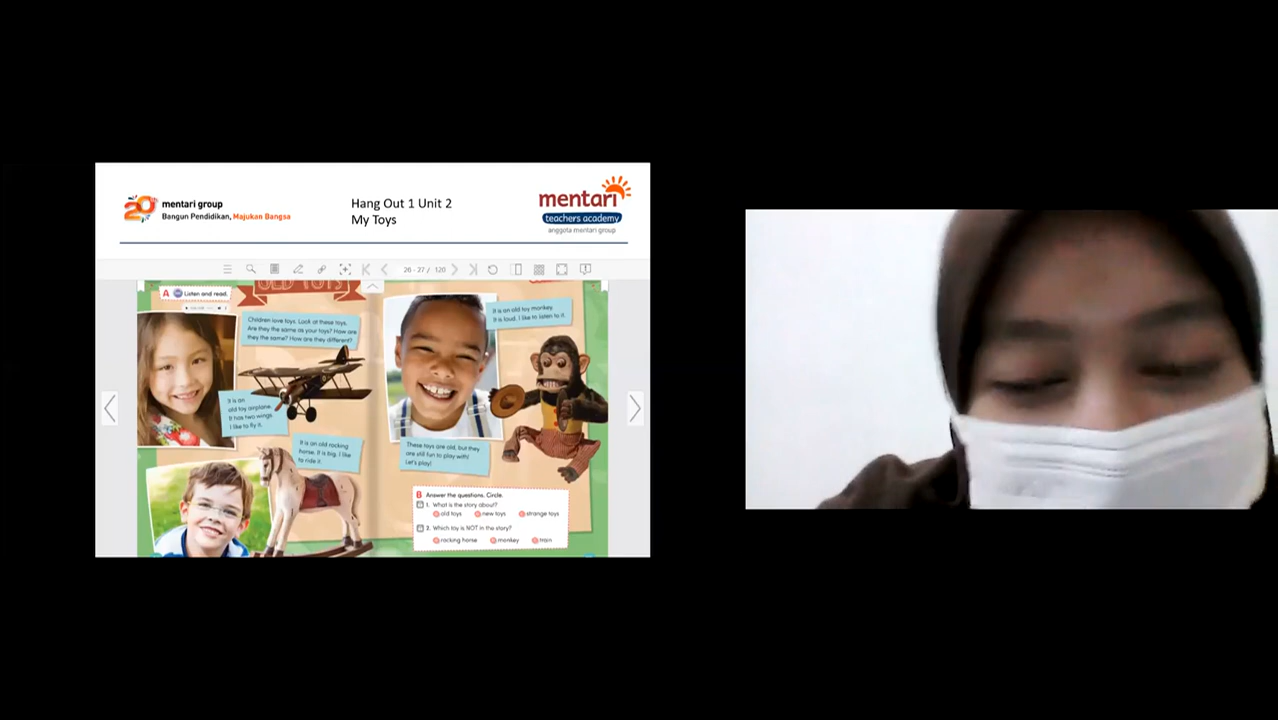 mentari group
Bangun Pendidikan, Majukan Bangsa
Hang Out 1 Unit 2
My Toys
mentari
teachers academy
anggota mentari group
26 - 27 / 120
OLD TOYS
A Listen and read.
Children love toys. Look at these toys.
Are they the same as your toys? How are
they the same? How are they different?
It is an
old toy airplane.
It has two wings.
I like to fly it.
It is an old rocking
horse. It is big. I like
to ride it.
It is an old toy monkey.
It is loud. I like to listen to it.
These toys are old, but they
are still fun to play with!
Let's play!
B Answer the questions. Circle.
1. What is the story about?
old toys new toys strange toys
2. Which toy is NOT in the story?
rocking horse monkey train